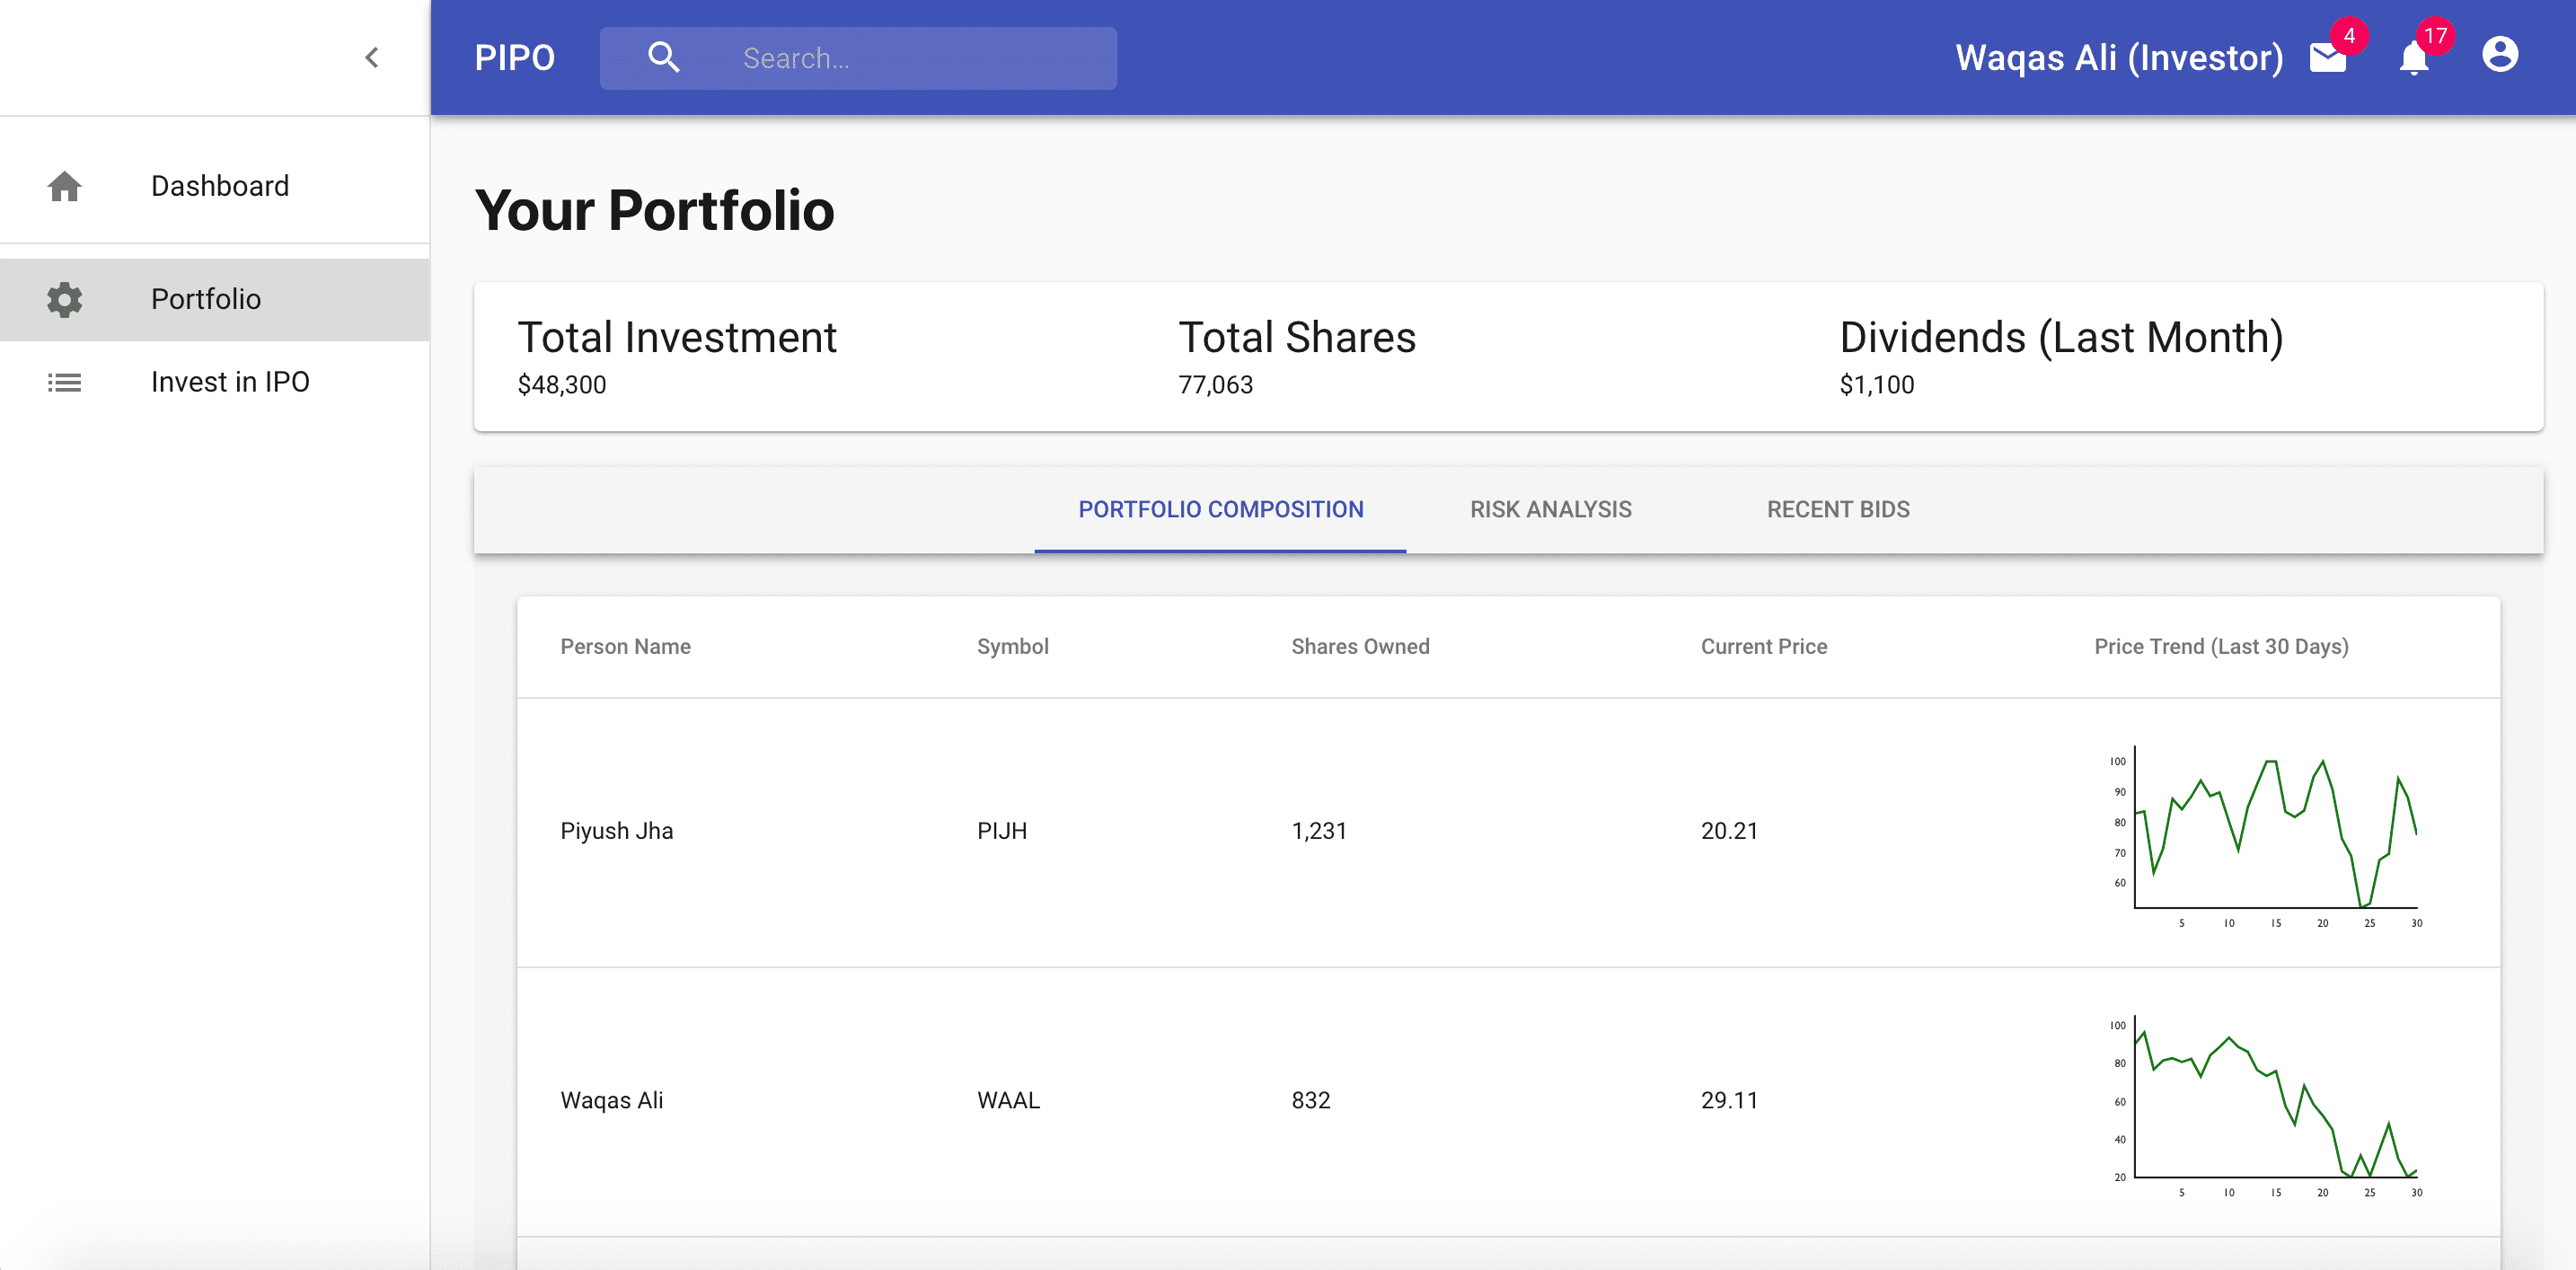 PIPO Search... Waqas Ali (Investor) 4 17
Dashboard
Portfolio
Invest in IPO
Your Portfolio
Total Investment Total Shares Dividends (Last Month)
$48,300 77,063 $1,100
PORTFOLIO COMPOSITION RISK ANALYSIS RECENT BIDS
Person Name Symbol Shares Owned Current Price Price Trend (Last 30 Days)
Piyush Jha PIJH 1,231 20.21
100
90
80
70
60
5 10 15 20 25 30
Waqas Ali WAAL 832 29.11
100
80
60
40
20
5 10 15 20 25 30